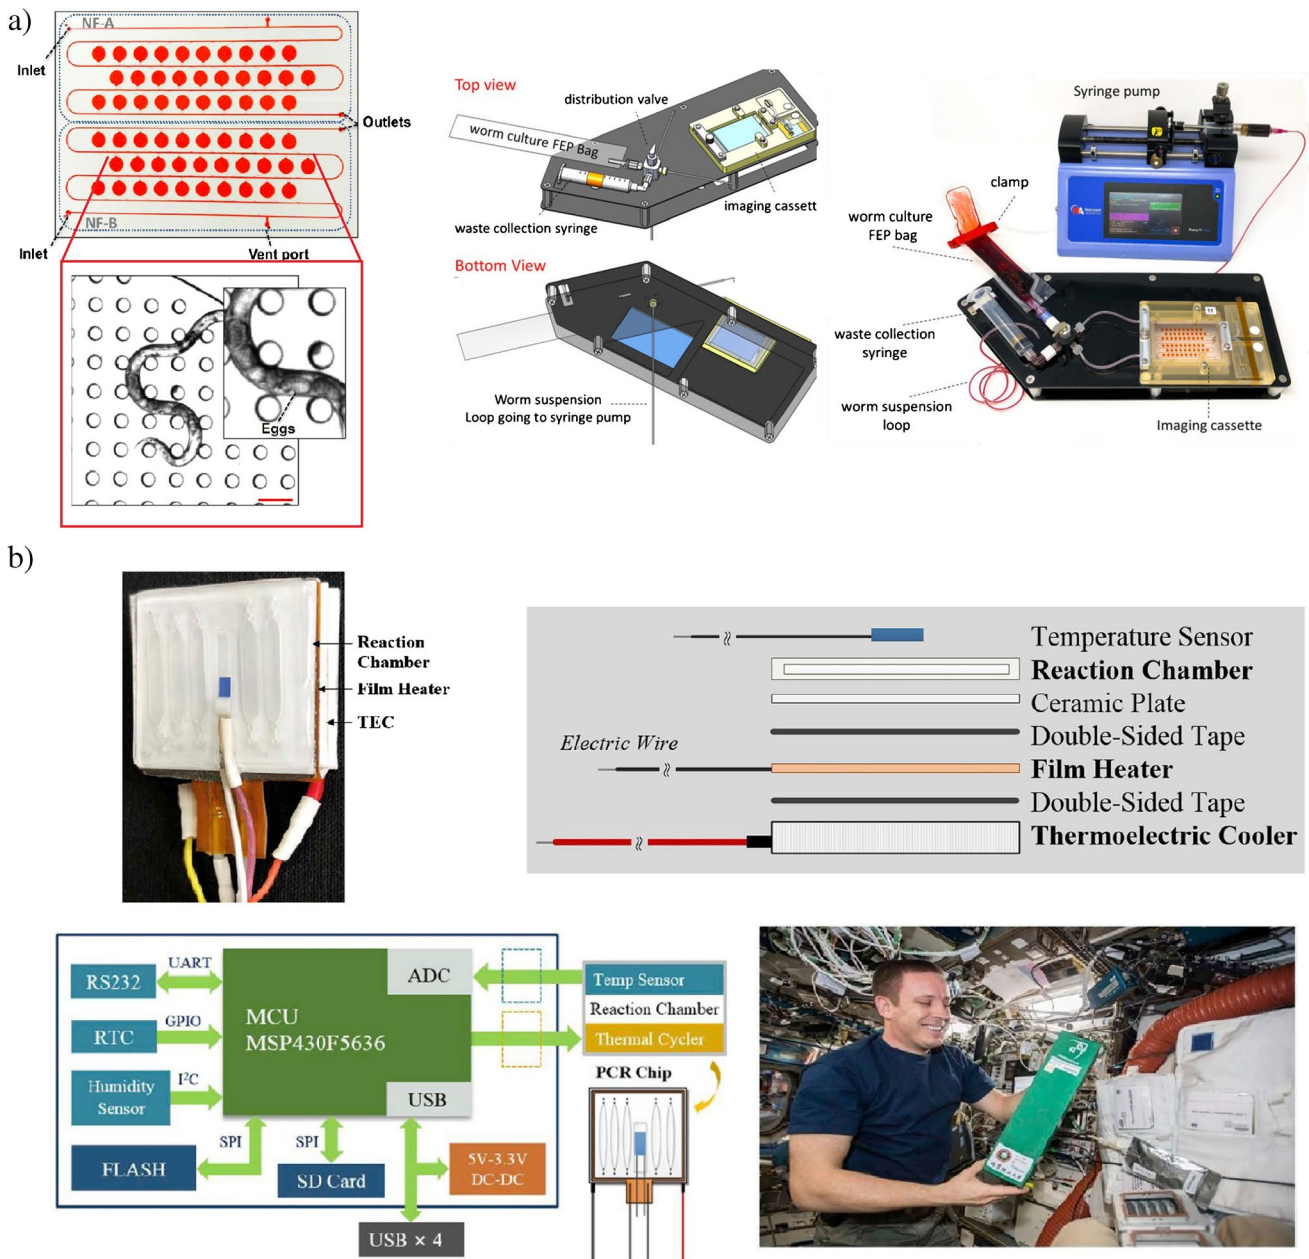 a)
NF-A
Inlet
Outlets
NF-B
Inlet
Vent port
Eggs
Top view
distribution valve
worm culture FEP Bag
imaging cassett
waste collection syringe
Bottom View
Worm suspension
Loop going to syringe pump
Syringe pump
clamp
worm culture
FEP bag
waste collection
syringe
worm suspension
loop
11
Imaging cassette
b)
Reaction
Chamber
Film Heater
TEC
Temperature Sensor
Reaction Chamber
Ceramic Plate
Double-Sided Tape
Electric Wire
Film Heater
Double-Sided Tape
Thermoelectric Cooler
RS232
UART
RTC
GPIO
Humidity
Sensor
I²C
MCU
MSP430F5636
ADC
USB
SPI
SPI
FLASH
SD Card
5V-3.3V
DC-DC
USB × 4
Temp Sensor
Reaction Chamber
Thermal Cycler
PCR Chip